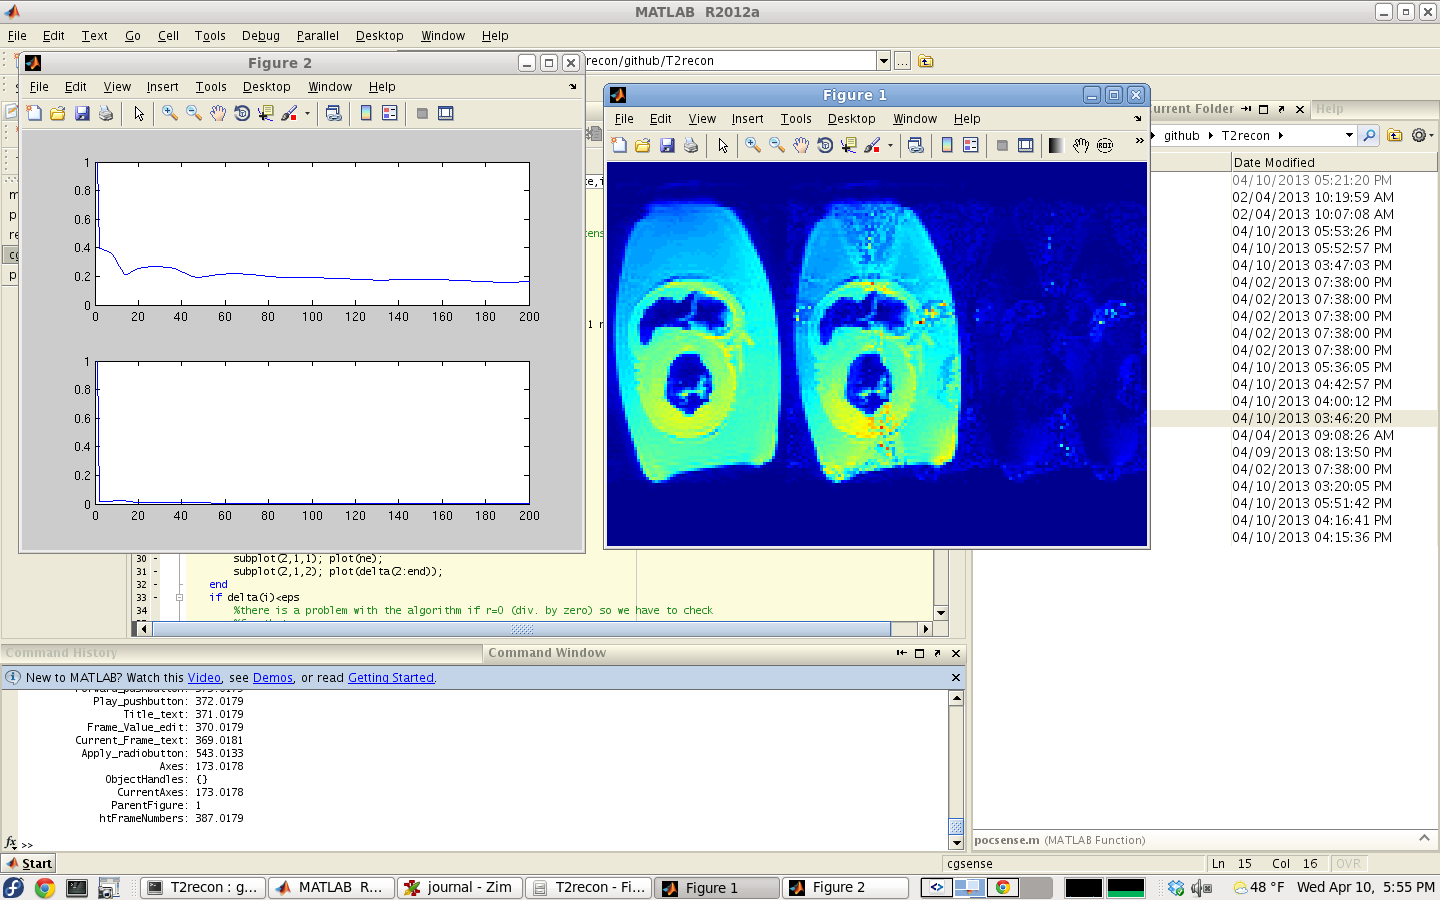 MATLAB R2012a
File Edit Text Go Cell Tools Debug Parallel Desktop Window Help
recon/github/T2recon
...
Figure 2
File Edit View Insert Tools Desktop Window Help
1
0.8
0.6
0.4
0.2
0
0 20 40 60 80 100 120 140 160 180 200
1
0.8
0.6
0.4
0.2
0
0 20 40 60 80 100 120 140 160 180 200
Figure 1
File Edit View Insert Tools Desktop Window Help
urrent Folder
Help
github T2recon
Date Modified
04/10/2013 05:21:20 PM
02/04/2013 10:19:59 AM
02/04/2013 10:07:08 AM
04/10/2013 05:53:26 PM
04/10/2013 05:52:57 PM
04/10/2013 03:47:03 PM
04/02/2013 07:38:00 PM
04/02/2013 07:38:00 PM
04/02/2013 07:38:00 PM
04/02/2013 07:38:00 PM
04/02/2013 07:38:00 PM
04/10/2013 05:36:05 PM
04/10/2013 04:42:57 PM
04/10/2013 04:00:12 PM
04/10/2013 03:46:20 PM
04/04/2013 09:08:26 AM
04/09/2013 08:13:50 PM
04/02/2013 07:38:00 PM
04/10/2013 03:20:05 PM
04/10/2013 05:51:42 PM
04/10/2013 04:16:41 PM
04/10/2013 04:15:36 PM
30 - subplot(2,1,1); plot(ne);
31 - subplot(2,1,2); plot(delta(2:end));
32 - end
33 - if delta(i)<eps
34 %there is a problem with the algorithm if r=0 (div. by zero) so we have to check
Command History
Command Window
New to MATLAB? Watch this Video, see Demos, or read Getting Started.
Play_pushbutton: 372.0179
Title_text: 371.0179
Frame_Value_edit: 370.0179
Current_Frame_text: 369.0181
Apply_radiobutton: 543.0133
Axes: 173.0178
ObjectHandles: {}
CurrentAxes: 173.0178
ParentFigure: 1
htFrameNumbers: 387.0179
fx >>
pocsense.m (MATLAB Function)
Start
cgsense
Ln 15 Col 16 OVR
T2recon : g...
MATLAB R...
journal - Zim
T2recon - Fi...
Figure 1
Figure 2
48 °F Wed Apr 10, 5:55 PM